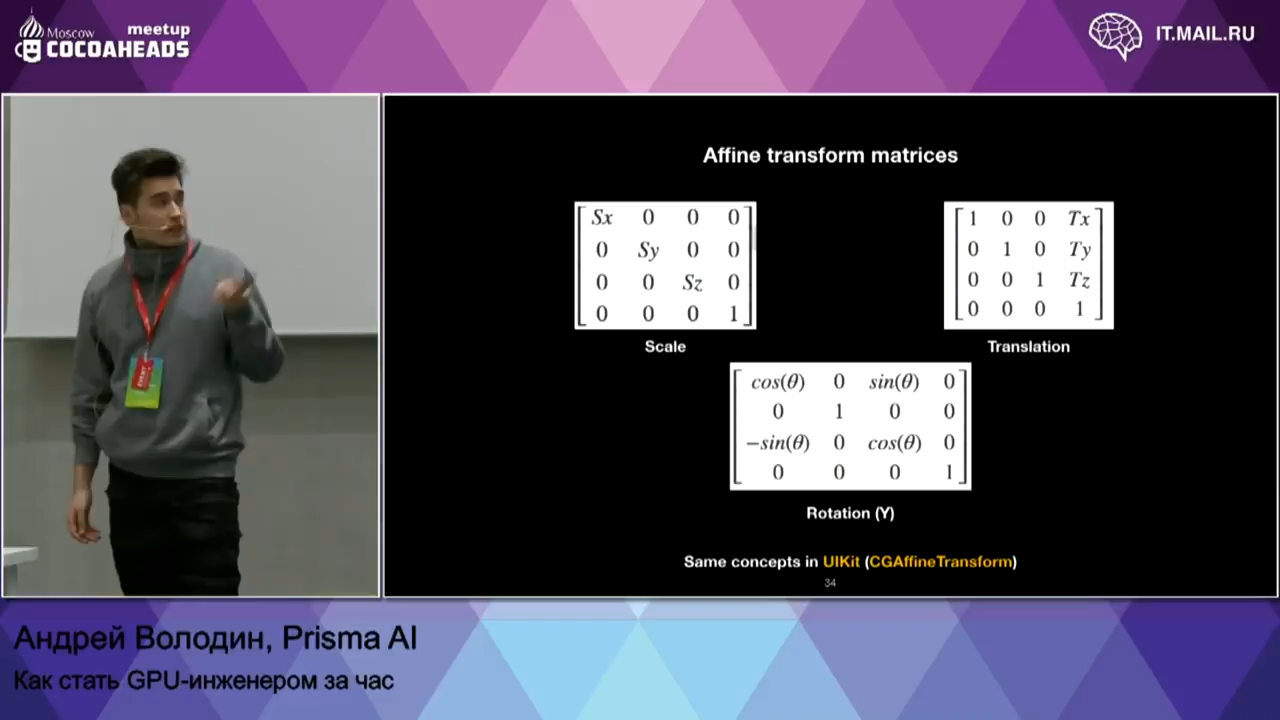 Moscow meetup
COCOAHEADS
IT.MAIL.RU
Affine transform matrices
Sx 0 0 0
0 Sy 0 0
0 0 Sz 0
0 0 0 1
Scale
1 0 0 Tx
0 1 0 Ty
0 0 1 Tz
0 0 0 1
Translation
cos(θ) 0 sin(θ) 0
0 1 0 0
−sin(θ) 0 cos(θ) 0
0 0 0 1
Rotation (Y)
Same concepts in UIKit (CGAffineTransform)
34
Андрей Володин, Prisma AI
Как стать GPU-инженером за час